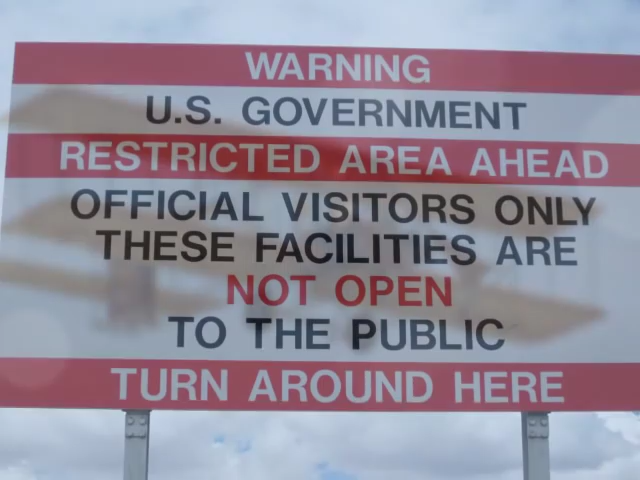 WARNING
U.S. GOVERNMENT
RESTRICTED AREA AHEAD
OFFICIAL VISITORS ONLY
THESE FACILITIES ARE
NOT OPEN
TO THE PUBLIC
TURN AROUND HERE